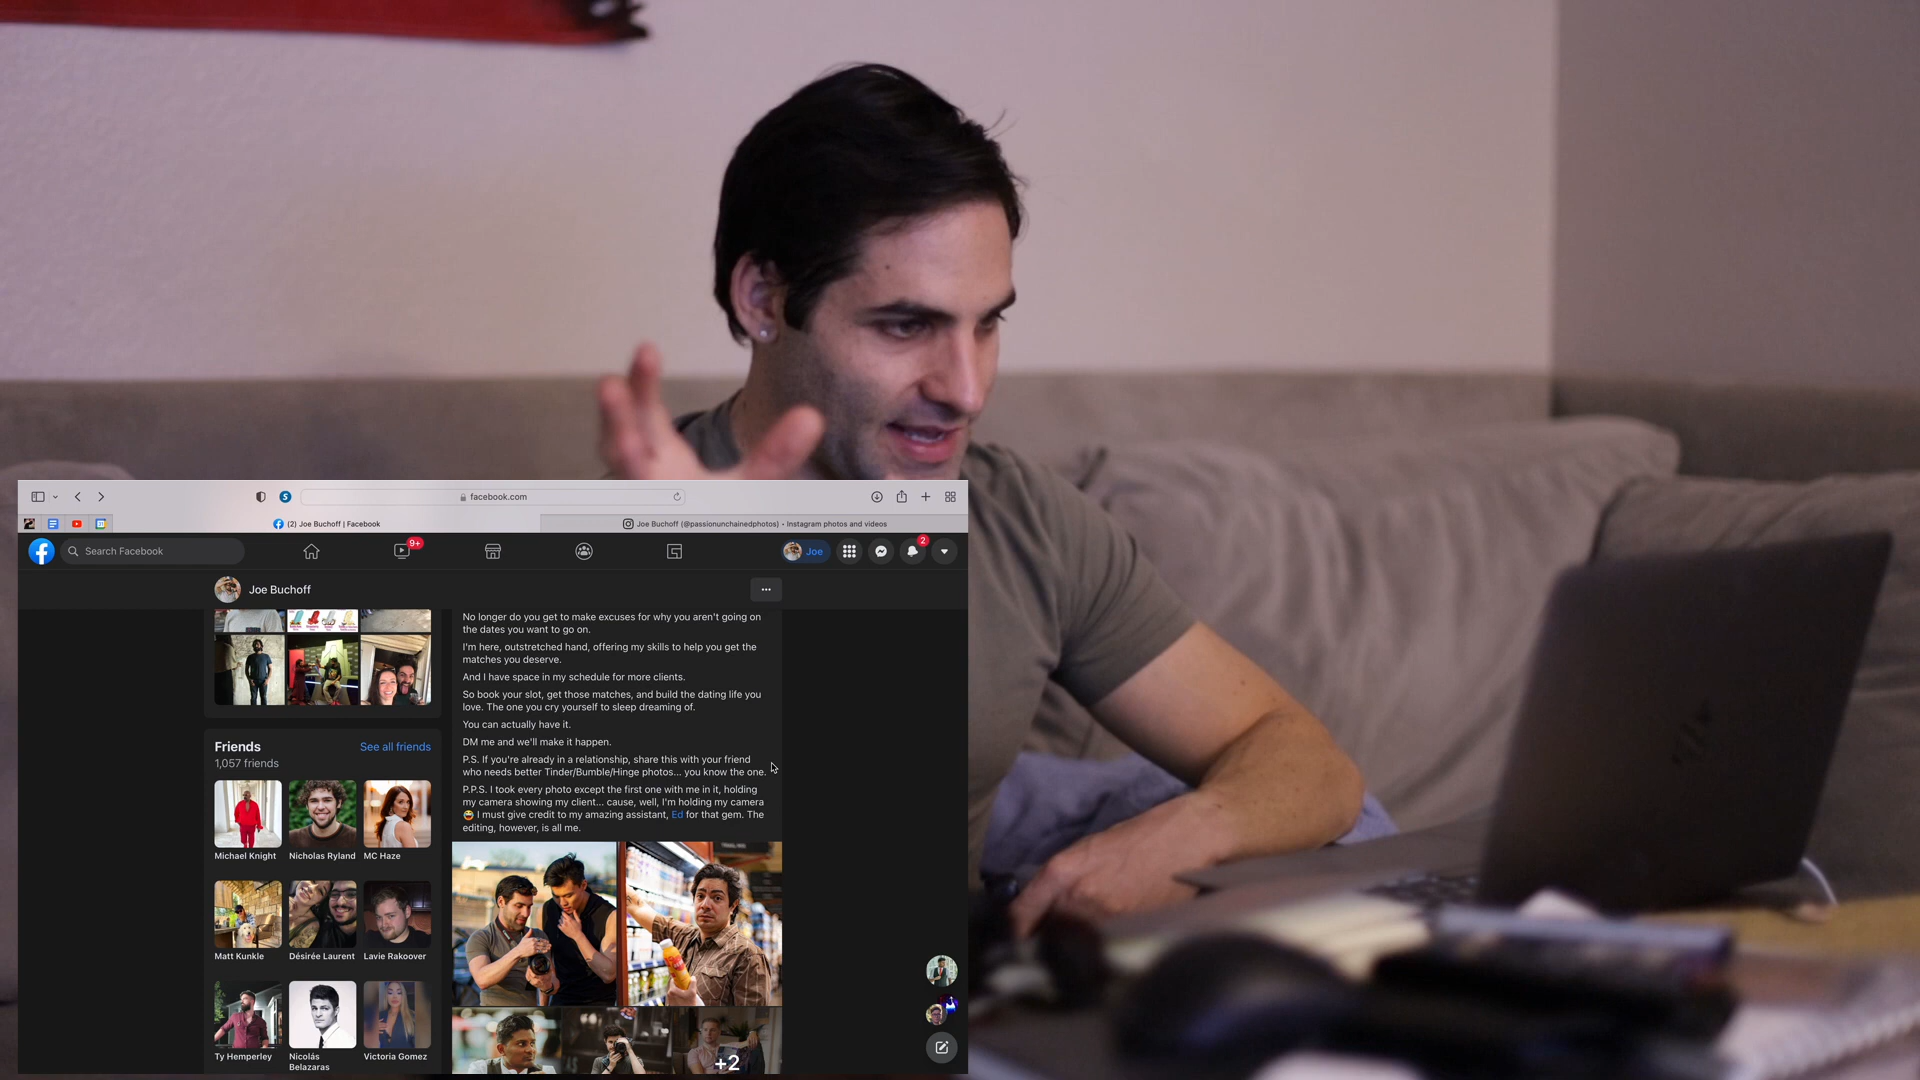 facebook.com
(2) Joe Buchoff | Facebook
Joe Buchoff (@passionunchainedphotos) • Instagram photos and videos
Search Facebook
9+
Joe
2
Joe Buchoff
No longer do you get to make excuses for why you aren't going on
the dates you want to go on.
I'm here, outstretched hand, offering my skills to help you get the
matches you deserve.
And I have space in my schedule for more clients.
So book your slot, get those matches, and build the dating life you
love. The one you cry yourself to sleep dreaming of.
You can actually have it.
DM me and we'll make it happen.
P.S. If you're already in a relationship, share this with your friend
who needs better Tinder/Bumble/Hinge photos... you know the one.
P.P.S. I took every photo except the first one with me in it, holding
my camera showing my client... cause, well, I'm holding my camera
😂 I must give credit to my amazing assistant, Ed for that gem. The
editing, however, is all me.
+2
Friends
See all friends
1,057 friends
Michael Knight
Nicholas Ryland
MC Haze
Matt Kunkle
Désirée Laurent
Lavie Rakoover
Ty Hemperley
Nicolás
Belazaras
Victoria Gomez